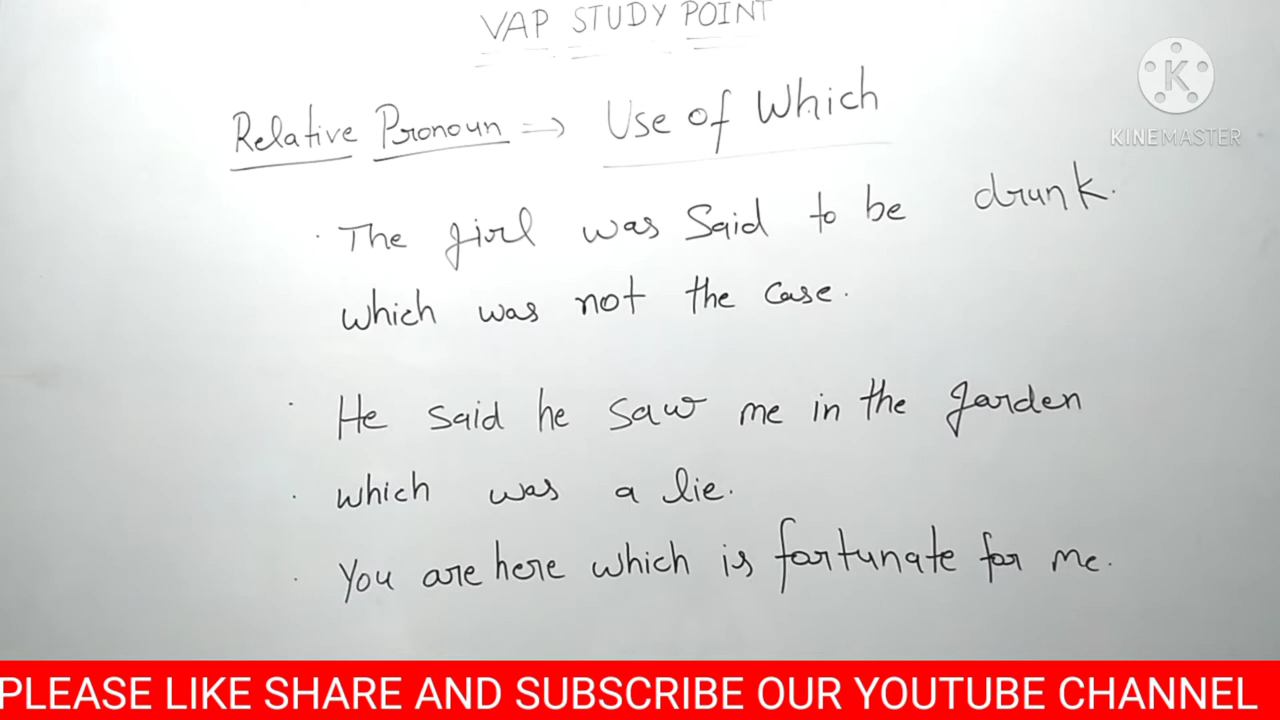 VAP STUDY POINT
Relative Pronoun => Use of Which
K
KINEMASTER
· The girl was Said to be drunk.
which was not the case.
· He said he saw me in the garden
· which was a lie.
· You are here which is fortunate for me.
PLEASE LIKE SHARE AND SUBSCRIBE OUR YOUTUBE CHANNEL